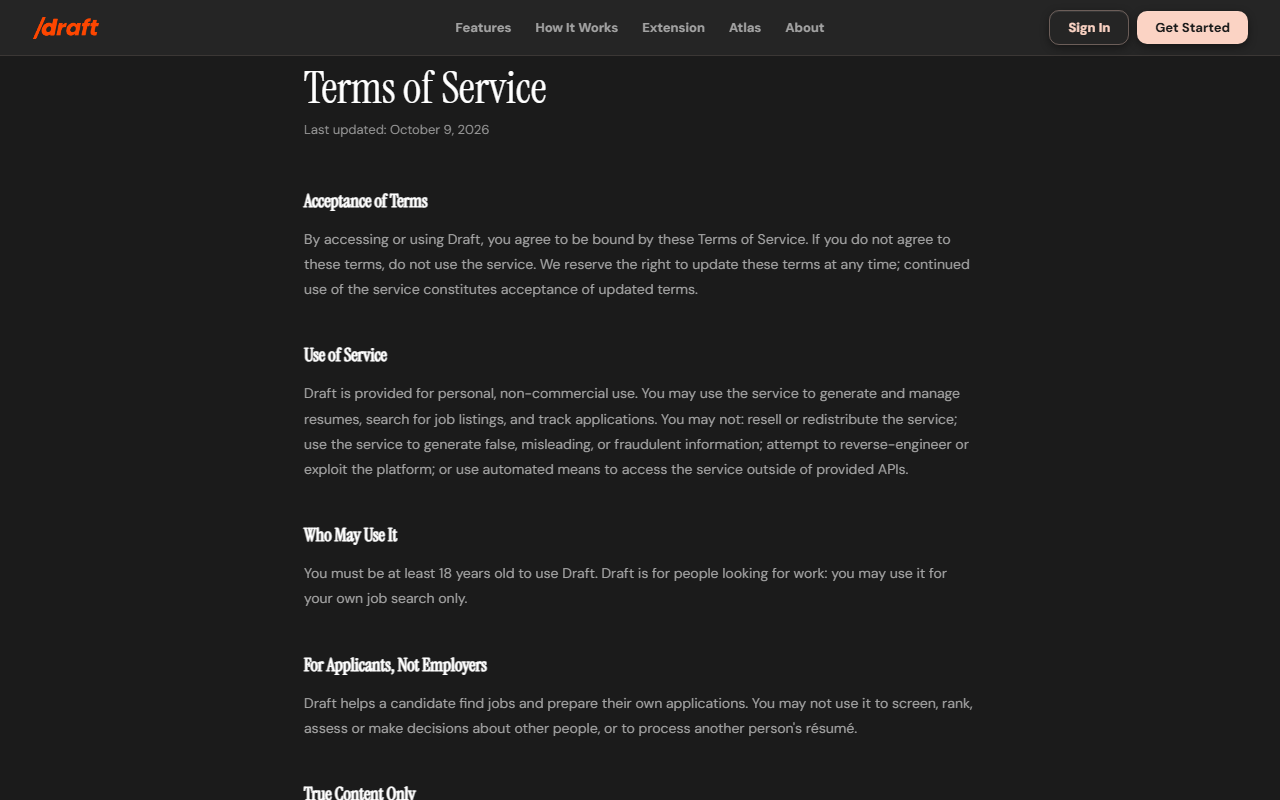 /draft
Features
How It Works
Extension
Atlas
About
Sign In
Get Started
Terms of Service
Last updated: October 9, 2026
Acceptance of Terms
By accessing or using Draft, you agree to be bound by these Terms of Service. If you do not agree to
these terms, do not use the service. We reserve the right to update these terms at any time; continued
use of the service constitutes acceptance of updated terms.
Use of Service
Draft is provided for personal, non-commercial use. You may use the service to generate and manage
resumes, search for job listings, and track applications. You may not: resell or redistribute the service;
use the service to generate false, misleading, or fraudulent information; attempt to reverse-engineer or
exploit the platform; or use automated means to access the service outside of provided APIs.
Who May Use It
You must be at least 18 years old to use Draft. Draft is for people looking for work: you may use it for
your own job search only.
For Applicants, Not Employers
Draft helps a candidate find jobs and prepare their own applications. You may not use it to screen, rank,
assess or make decisions about other people, or to process another person's résumé.
True Content Only